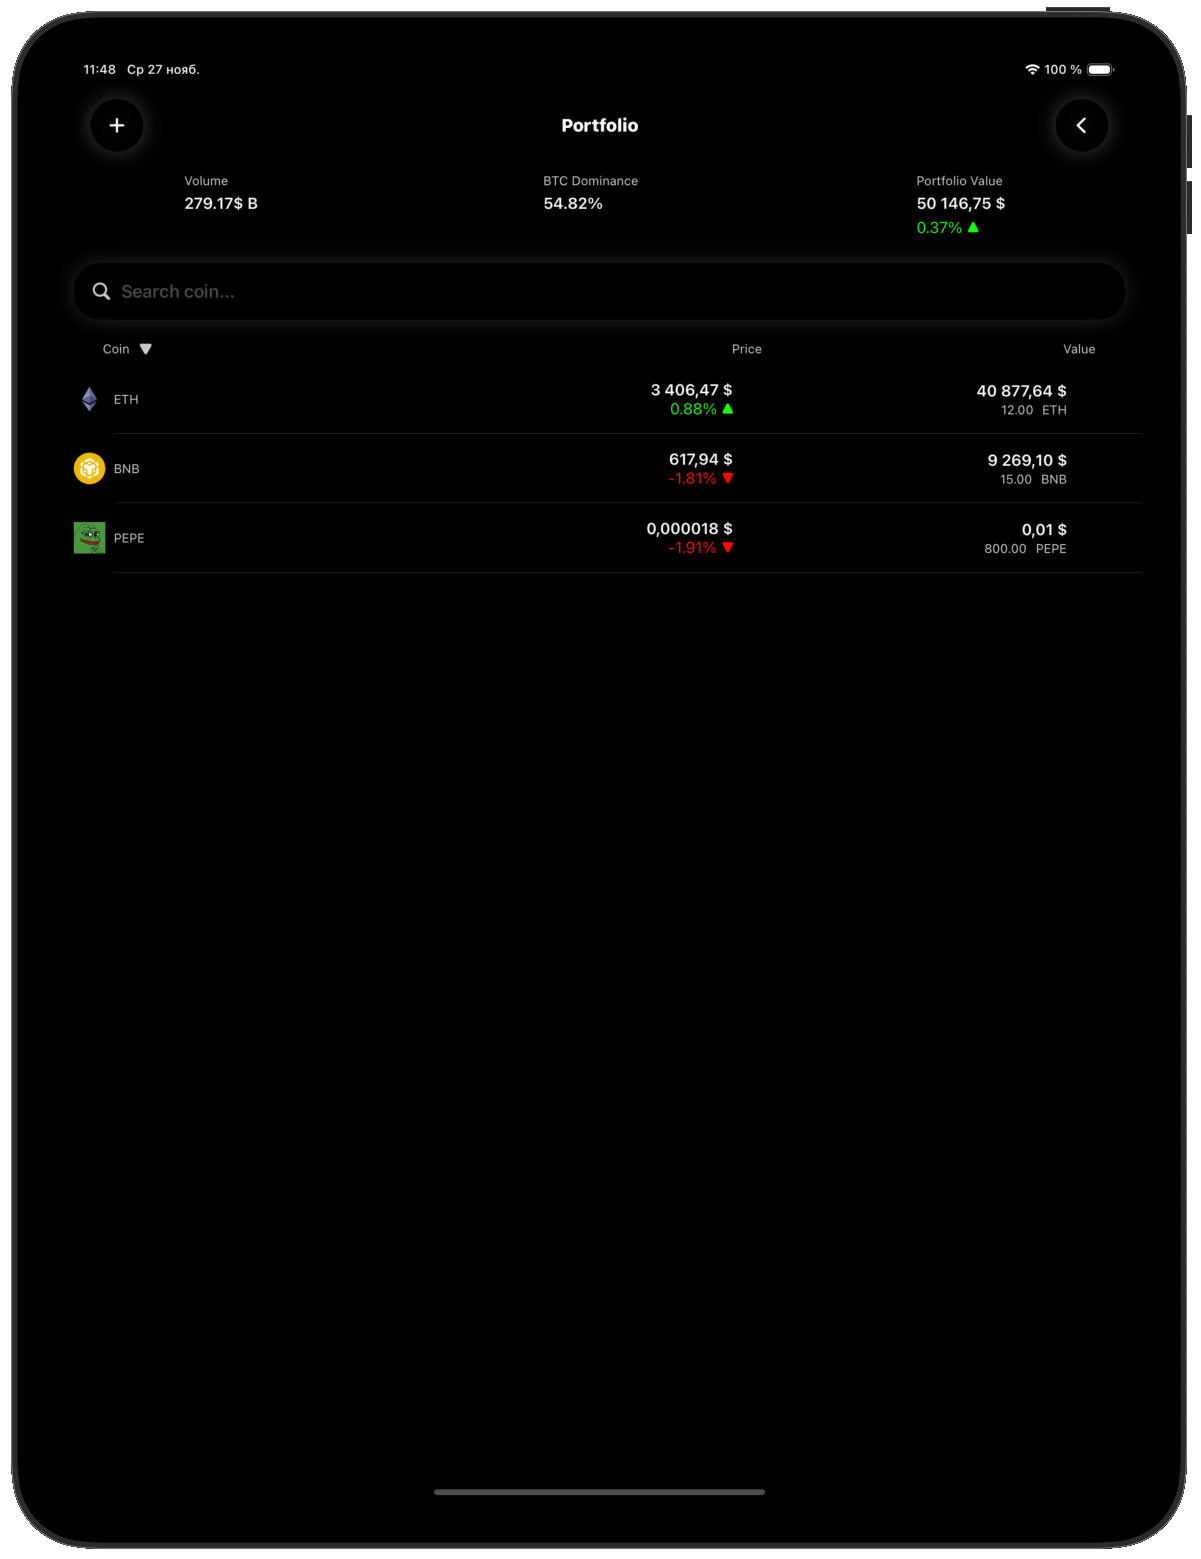 11:48 Ср 27 нояб.
100 %
Portfolio
Volume
279.17$ B
BTC Dominance
54.82%
Portfolio Value
50 146,75 $
0.37%
Search coin...
Coin
Price
Value
ETH
3 406,47 $
0.88%
40 877,64 $
12.00 ETH
BNB
617,94 $
-1.81%
9 269,10 $
15.00 BNB
PEPE
0,000018 $
-1.91%
0,01 $
800.00 PEPE